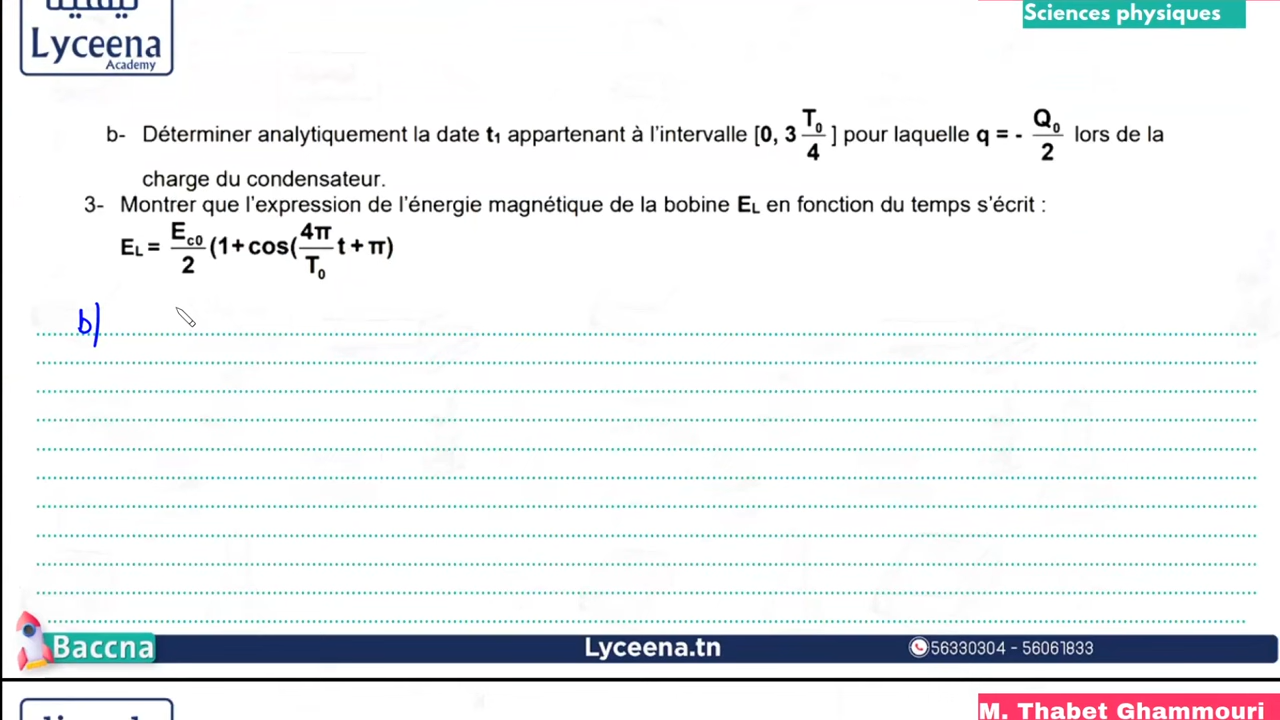 Sciences physiques
Lyceena
Academy
b- Déterminer analytiquement la date t₁ appartenant à l'intervalle [0, 3 T₀/4 ] pour laquelle q = - Q₀/2 lors de la
charge du condensateur.
3- Montrer que l'expression de l'énergie magnétique de la bobine E_L en fonction du temps s'écrit :
E_L = E_c0/2 (1+cos(4π/T₀ t + π)
b)
Baccna
Lyceena.tn
56330304 - 56061833
M. Thabet Ghammouri